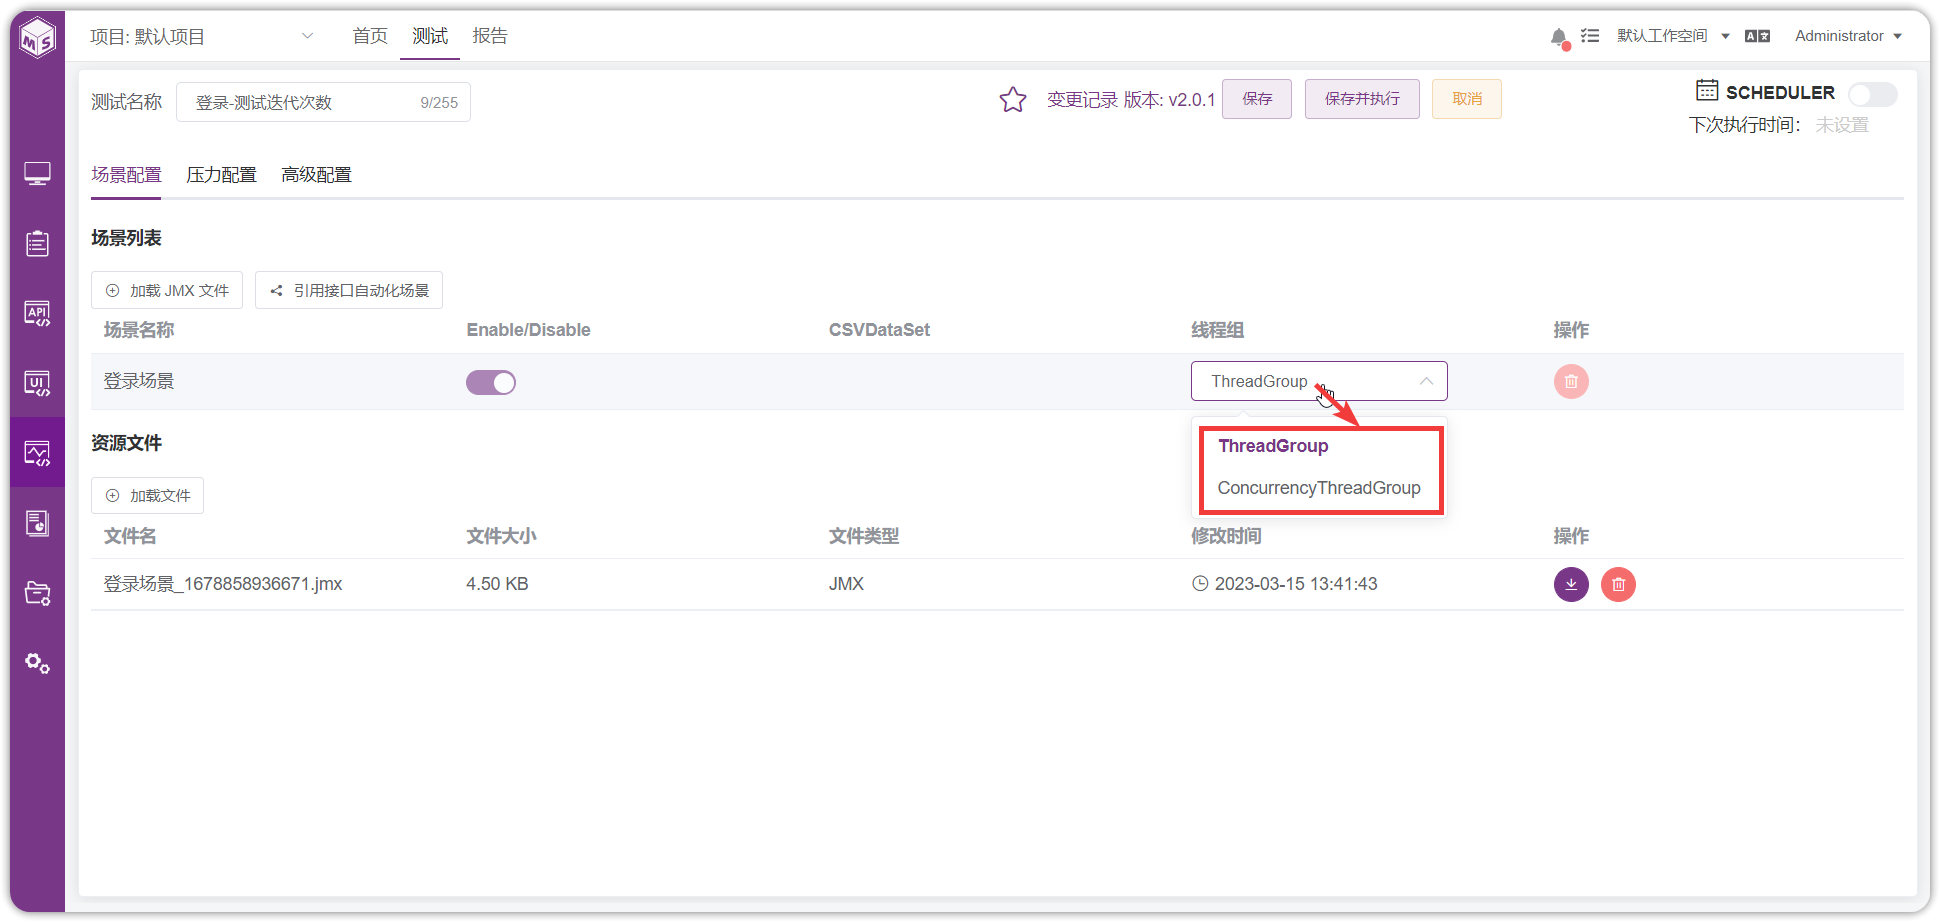 MS
项目: 默认项目
首页
测试
报告
默认工作空间
A
Administrator
测试名称
登录-测试迭代次数
9/255
变更记录
版本: v2.0.1
保存
保存并执行
取消
SCHEDULER
下次执行时间：
未设置
场景配置
压力配置
高级配置
场景列表
加载 JMX 文件
引用接口自动化场景
场景名称
Enable/Disable
CSVDataSet
线程组
操作
登录场景
ThreadGroup
ThreadGroup
ConcurrencyThreadGroup
资源文件
加载文件
文件名
文件大小
文件类型
修改时间
操作
登录场景_1678858936671.jmx
4.50 KB
JMX
2023-03-15 13:41:43
API
UI